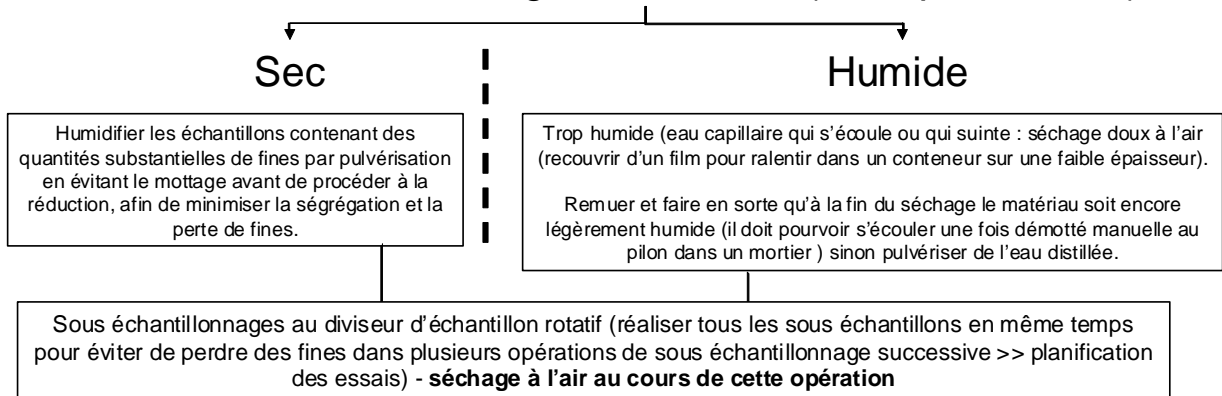 Sec
Humide
Humidifier les échantillons contenant des
quantités substantielles de fines par pulvérisation
en évitant le mottage avant de procéder à la
réduction, afin de minimiser la ségrégation et la
perte de fines.
Trop humide (eau capillaire qui s'écoule ou qui suinte : séchage doux à l'air
(recouvrir d'un film pour ralentir dans un conteneur sur une faible épaisseur).
Remuer et faire en sorte qu'à la fin du séchage le matériau soit encore
légèrement humide (il doit pourvoir s'écouler une fois démotté manuelle au
pilon dans un mortier ) sinon pulvériser de l'eau distillée.
Sous échantillonnages au diviseur d'échantillon rotatif (réaliser tous les sous échantillons en même temps
pour éviter de perdre des fines dans plusieurs opérations de sous échantillonnage successive >> planification
des essais) - séchage à l'air au cours de cette opération